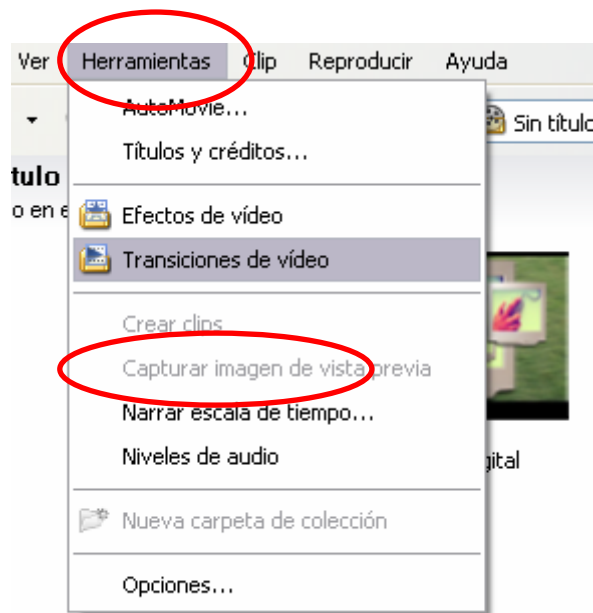 Ver Herramientas Clip Reproducir Ayuda
AutoMovie...
Sin título
Títulos y créditos...
tulo
o en e
Efectos de vídeo
Transiciones de vídeo
Crear clips
Capturar imagen de vista previa
Narrar escala de tiempo...
Niveles de audio
gital
Nueva carpeta de colección
Opciones...